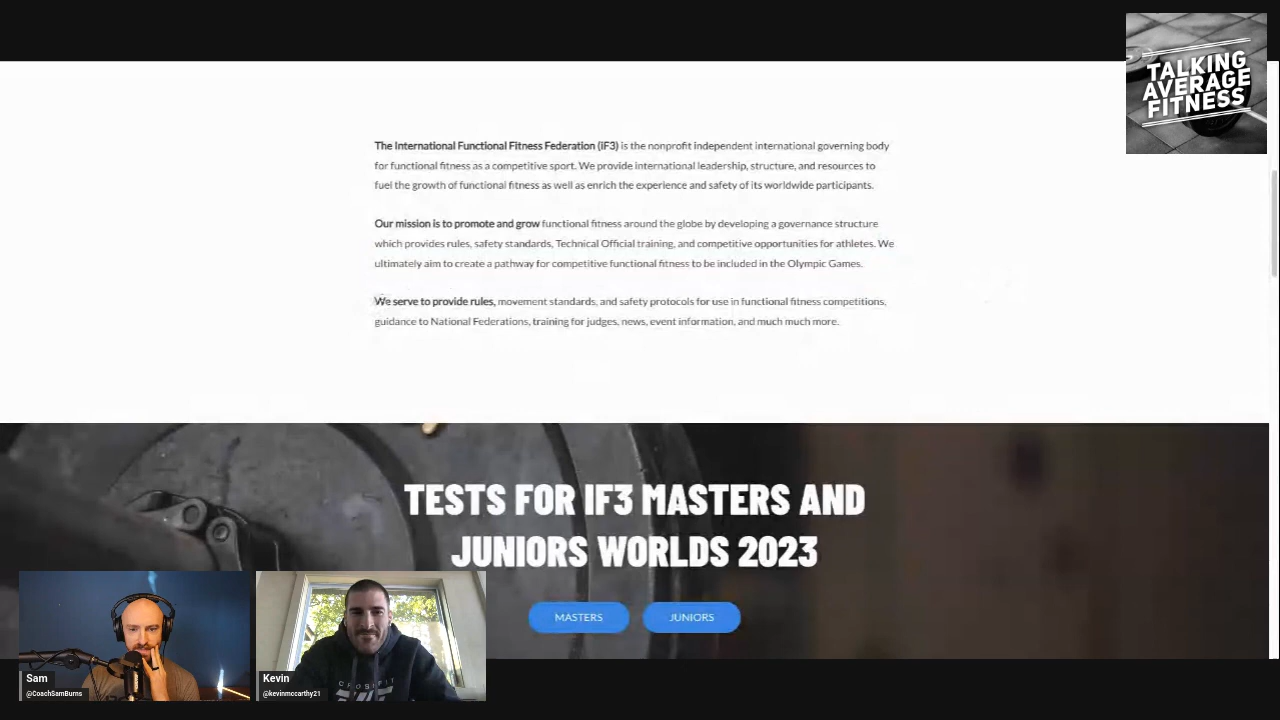 TALKING
AVERAGE
FITNESS
The International Functional Fitness Federation (iF3) is the nonprofit independent international governing body
for functional fitness as a competitive sport. We provide international leadership, structure, and resources to
fuel the growth of functional fitness as well as enrich the experience and safety of its worldwide participants.
Our mission is to promote and grow functional fitness around the globe by developing a governance structure
which provides rules, safety standards, Technical Official training, and competitive opportunities for athletes. We
ultimately aim to create a pathway for competitive functional fitness to be included in the Olympic Games.
We serve to provide rules, movement standards, and safety protocols for use in functional fitness competitions,
guidance to National Federations, training for judges, news, event information, and much much more.
TESTS FOR IF3 MASTERS AND
JUNIORS WORLDS 2023
MASTERS
JUNIORS
Sam
@CoachSamBurns
Kevin
@kevinmccarthy21
CROSSFIT